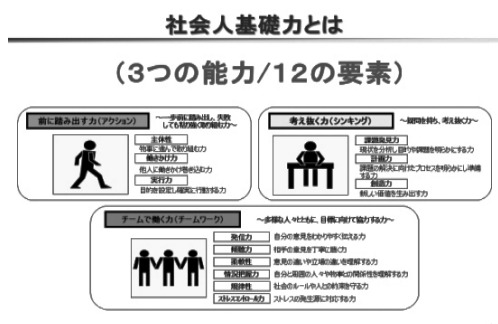 社会人基礎力とは
(3つの能力/12の要素)
前に踏み出す力(アクション)
~一歩前に踏み出し、失敗
しても粘り強く取り組む力~
主体性
物事に進んで取り組む力
働きかけ力
他人に働きかけ巻き込む力
実行力
目的を設定し確実に行動する力
考え抜く力(シンキング)
~疑問を持ち、考え抜く力~
課題発見力
現状を分析し目的や課題を明らかにする力
計画力
課題の解決に向けたプロセスを明らかにし準備
する力
創造力
新しい価値を生み出す力
チームで働く力(チームワーク)
~多様な人々とともに、目標に向けて協力する力~
発信力 自分の意見をわかりやすく伝える力
傾聴力 相手の意見を丁寧に聴く力
柔軟性 意見の違いや立場の違いを理解する力
情況把握力 自分と周囲の人々や物事との関係性を理解する力
規律性 社会のルールや人との約束を守る力
ストレスコントロール力 ストレスの発生源に対応する力